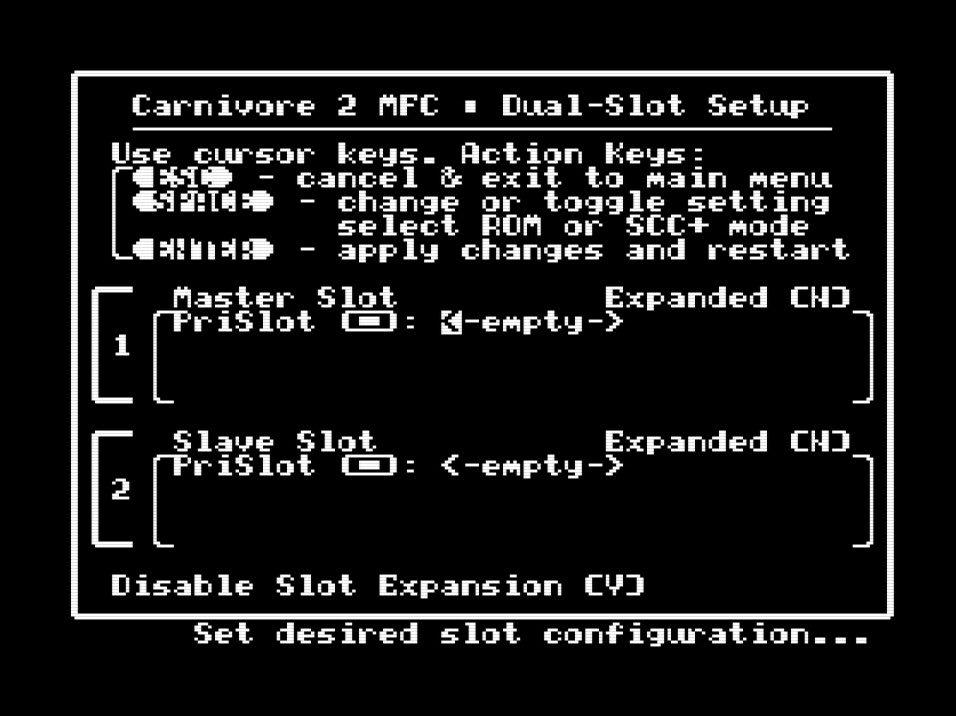 Carnivore 2 MFC ▪ Dual-Slot Setup
Use cursor keys. Action Keys:
ESC - cancel & exit to main menu
SPACE - change or toggle setting
select ROM or SCC+ mode
ENTER - apply changes and restart
Master Slot Expanded [N]
1
PriSlot [▬]: <-empty->
Slave Slot Expanded [N]
2
PriSlot [▬]: <-empty->
Disable Slot Expansion [Y]
Set desired slot configuration...